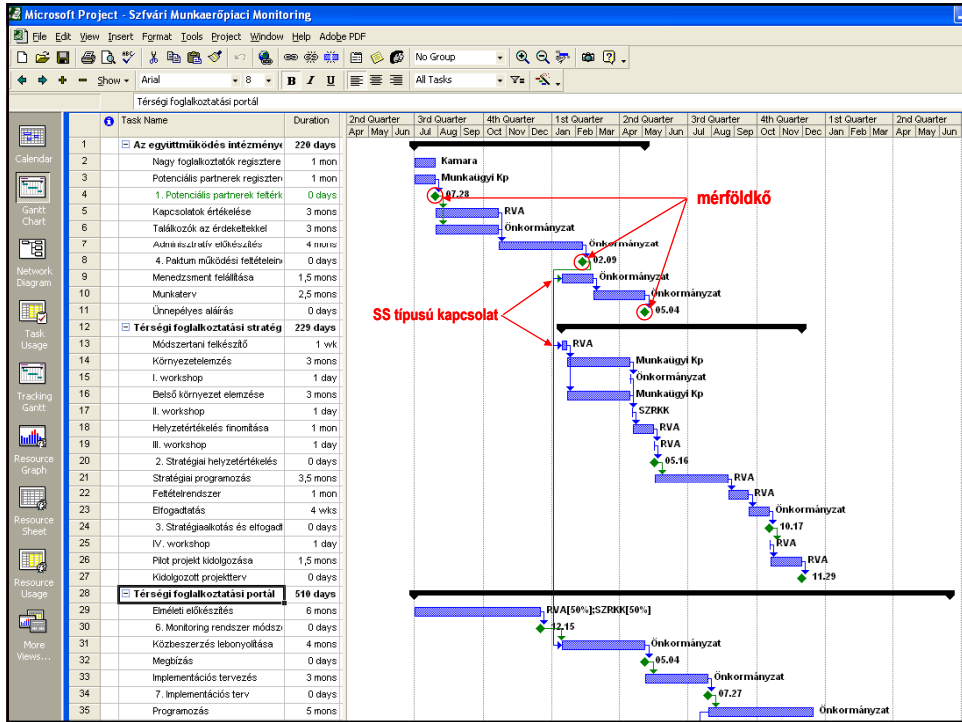 Microsoft Project - Szfvári Munkaerőpiaci Monitoring
File Edit View Insert Format Tools Project Window Help Adobe PDF
No Group
Show Arial 8 B I U All Tasks
Térségi foglalkoztatási portál
Task Name Duration 2nd Quarter 3rd Quarter 4th Quarter 1st Quarter 2nd Quarter 3rd Quarter 4th Quarter 1st Quarter 2nd Quarter
Apr May Jun Jul Aug Sep Oct Nov Dec Jan Feb Mar Apr May Jun Jul Aug Sep Oct Nov Dec Jan Feb Mar Apr May Jun
Calendar
Gantt Chart
Network Diagram
Task Usage
Tracking Gantt
Resource Graph
Resource Sheet
Resource Usage
More Views...
1 Az együttműködés intézménye 220 days
2 Nagy foglalkoztatók regisztere 1 mon Kamara
3 Potenciális partnerek regiszter 1 mon Munkaügyi Kp
4 1. Potenciális partnerek feltérk 0 days 07.28
mérföldkő
5 Kapcsolatok értékelése 3 mons RVA
6 Találkozók az érdekeltekkel 3 mons Önkormányzat
7 Adminisztratív előkészítés 4 mons Önkormányzat
8 4. Paktum működési feltételein 0 days 02.09
9 Menedzsment felállítása 1,5 mons Önkormányzat
10 Munkaterv 2,5 mons Önkormányzat
11 Ünnepélyes aláírás 0 days 05.04
SS típusú kapcsolat
12 Térségi foglalkoztatási stratég 229 days
13 Módszertani felkészítő 1 wk RVA
14 Környezetelemzés 3 mons Munkaügyi Kp
15 I. workshop 1 day Önkormányzat
16 Belső környezet elemzése 3 mons Munkaügyi Kp
17 II. workshop 1 day SZRKK
18 Helyzetértékelés finomítása 1 mon RVA
19 III. workshop 1 day RVA
20 2. Stratégiai helyzetértékelés 0 days 05.16
21 Stratégiai programozás 3,5 mons RVA
22 Feltételrendszer 1 mon RVA
23 Elfogadtatás 4 wks Önkormányzat
24 3. Stratégiaalkotás és elfogadt 0 days 10.17
25 IV. workshop 1 day RVA
26 Pilot projekt kidolgozása 1,5 mons RVA
27 Kidolgozott projektterv 0 days 11.29
28 Térségi foglalkoztatási portál 510 days
29 Elméleti előkészítés 6 mons RVA[50%];SZRKK[50%]
30 6. Monitoring rendszer módsz 0 days 12.15
31 Közbeszerzés lebonyolítása 4 mons Önkormányzat
32 Megbízás 0 days 05.04
33 Implementációs tervezés 3 mons Önkormányzat
34 7. Implementációs terv 0 days 07.27
35 Programozás 5 mons Önkormányzat